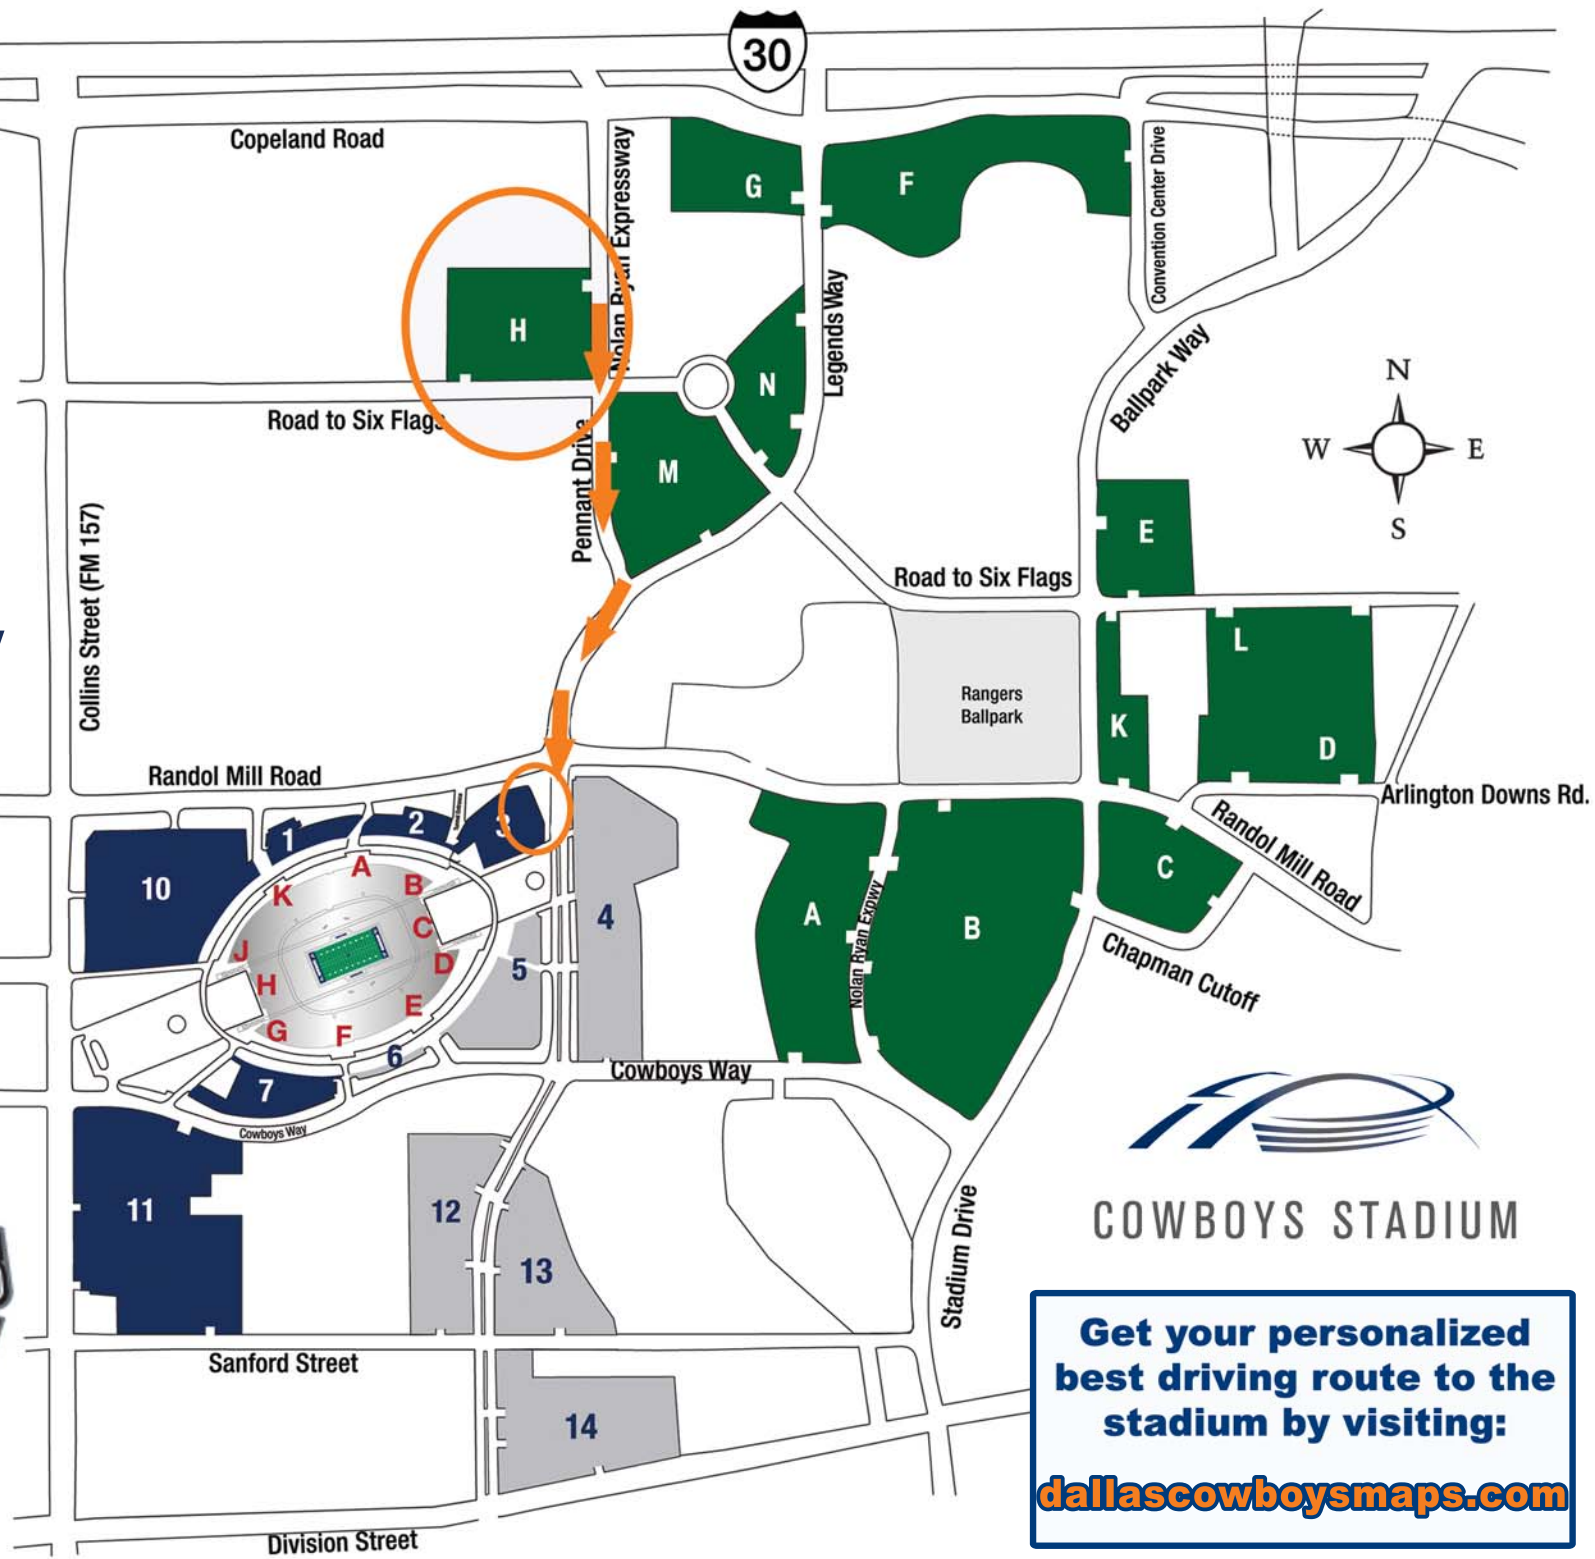 30
Copeland Road
Nolan Ryan Expressway
G
F
Convention Center Drive
H
Legends Way
N
Ballpark Way
Road to Six Flags
Pennant Drive
M
N
W
E
S
Collins Street (FM 157)
E
Road to Six Flags
L
Rangers
Ballpark
K
D
Randol Mill Road
Arlington Downs Rd.
Randol Mill Road
1
2
3
10
A
B
C
D
E
F
G
H
J
K
4
5
6
7
A
Nolan Ryan Expwy
B
C
Chapman Cutoff
Cowboys Way
Cowboys Way
11
12
13
Stadium Drive
COWBOYS STADIUM
Sanford Street
14
Division Street
Get your personalized
best driving route to the
stadium by visiting:
dallascowboysmaps.com